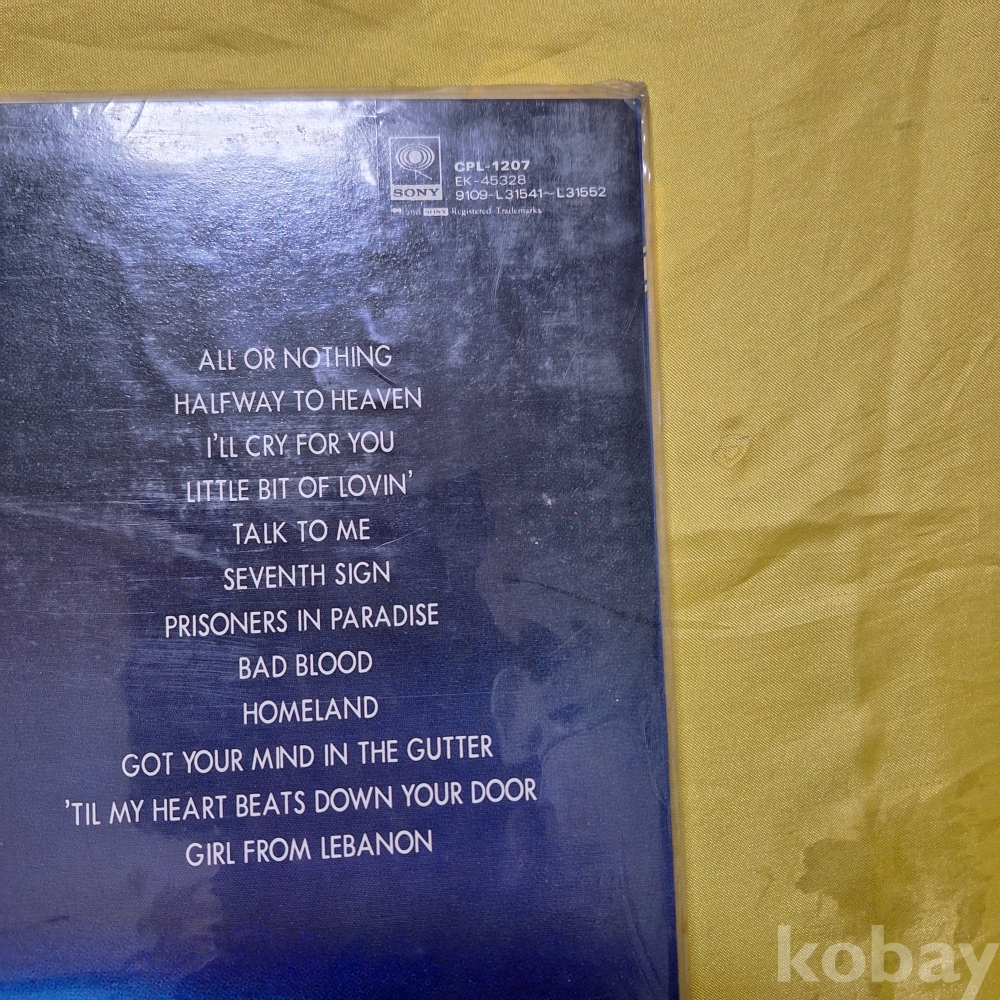 SONY
CPL-1207
EK-45328
9109-L31541~L31552
and SONY Registered Trademarks
ALL OR NOTHING
HALFWAY TO HEAVEN
I'LL CRY FOR YOU
LITTLE BIT OF LOVIN'
TALK TO ME
SEVENTH SIGN
PRISONERS IN PARADISE
BAD BLOOD
HOMELAND
GOT YOUR MIND IN THE GUTTER
'TIL MY HEART BEATS DOWN YOUR DOOR
GIRL FROM LEBANON
kobay